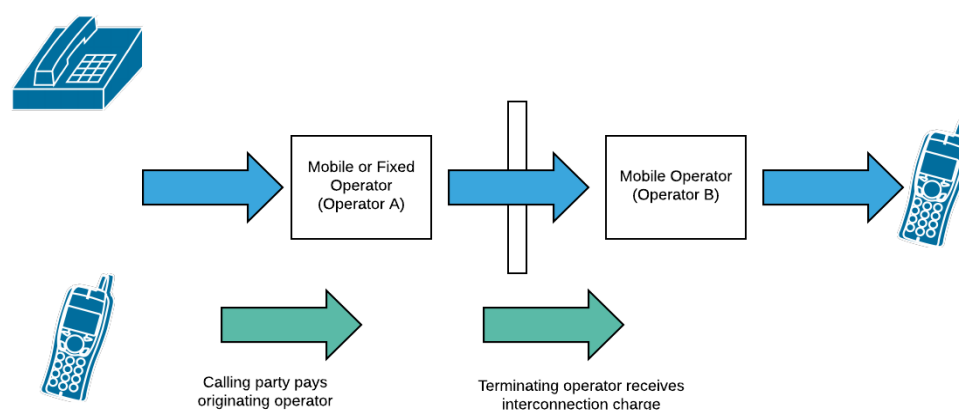 Mobile or Fixed
Operator
(Operator A)
Mobile Operator
(Operator B)
Calling party pays
originating operator
Terminating operator receives
interconnection charge